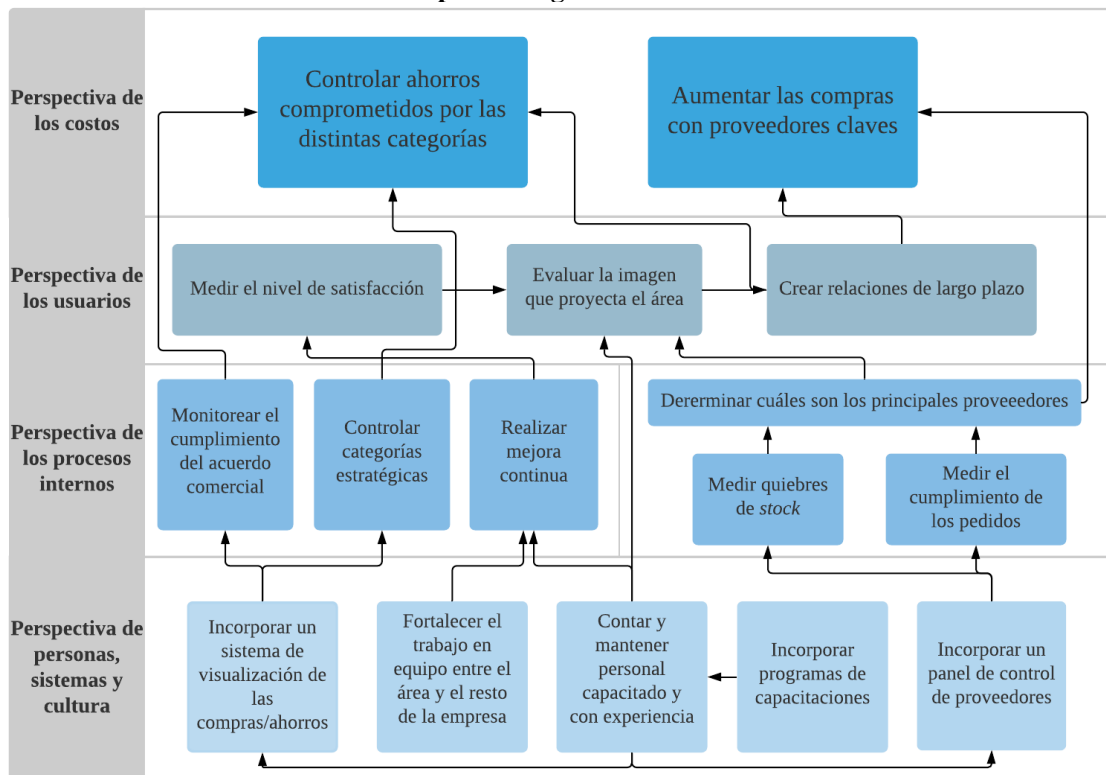 Perspectiva de
los costos
Controlar ahorros
comprometidos por las
distintas categorías
Aumentar las compras
con proveedores claves
Perspectiva de
los usuarios
Medir el nivel de satisfacción
Evaluar la imagen
que proyecta el área
Crear relaciones de largo plazo
Perspectiva de
los procesos
internos
Monitorear el
cumplimiento
del acuerdo
comercial
Controlar
categorías
estratégicas
Realizar
mejora
continua
Dererminar cuáles son los principales proveeedores
Medir quiebres
de stock
Medir el
cumplimiento de
los pedidos
Perspectiva de
personas,
sistemas y
cultura
Incorporar un
sistema de
visualización de
las
compras/ahorros
Fortalecer el
trabajo en
equipo entre el
área y el resto
de la empresa
Contar y
mantener
personal
capacitado y
con experiencia
Incorporar
programas de
capacitaciones
Incorporar un
panel de control
de proveedores